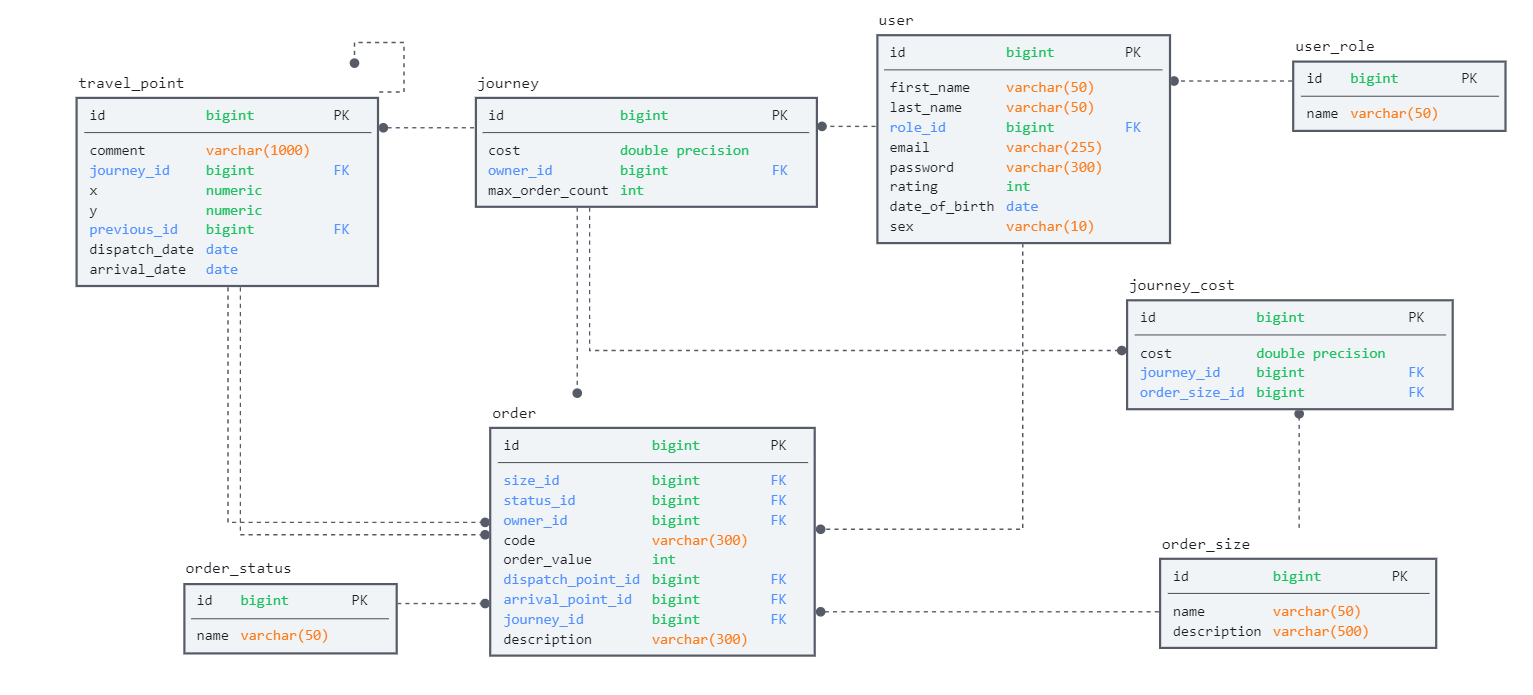 travel_point
id bigint PK
comment varchar(1000)
journey_id bigint FK
x numeric
y numeric
previous_id bigint FK
dispatch_date date
arrival_date date
journey
id bigint PK
cost double precision
owner_id bigint FK
max_order_count int
user
id bigint PK
first_name varchar(50)
last_name varchar(50)
role_id bigint FK
email varchar(255)
password varchar(300)
rating int
date_of_birth date
sex varchar(10)
user_role
id bigint PK
name varchar(50)
journey_cost
id bigint PK
cost double precision
journey_id bigint FK
order_size_id bigint FK
order
id bigint PK
size_id bigint FK
status_id bigint FK
owner_id bigint FK
code varchar(300)
order_value int
dispatch_point_id bigint FK
arrival_point_id bigint FK
journey_id bigint FK
description varchar(300)
order_status
id bigint PK
name varchar(50)
order_size
id bigint PK
name varchar(50)
description varchar(500)